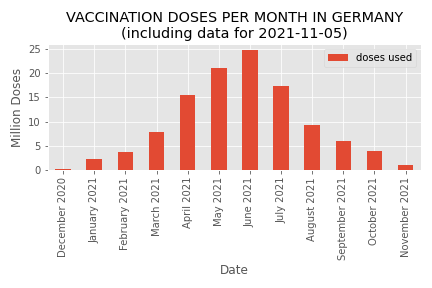 VACCINATION DOSES PER MONTH IN GERMANY
(including data for 2021-11-05)
doses used
Million Doses
25
20
15
10
5
0
December 2020
January 2021
February 2021
March 2021
April 2021
May 2021
June 2021
July 2021
August 2021
September 2021
October 2021
November 2021
Date